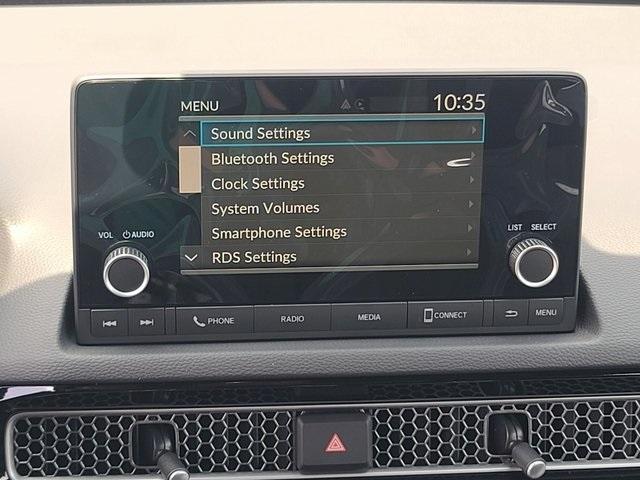 MENU 10:35
Sound Settings
Bluetooth Settings
Clock Settings
System Volumes
Smartphone Settings
RDS Settings
VOL AUDIO
LIST SELECT
PHONE RADIO MEDIA CONNECT MENU